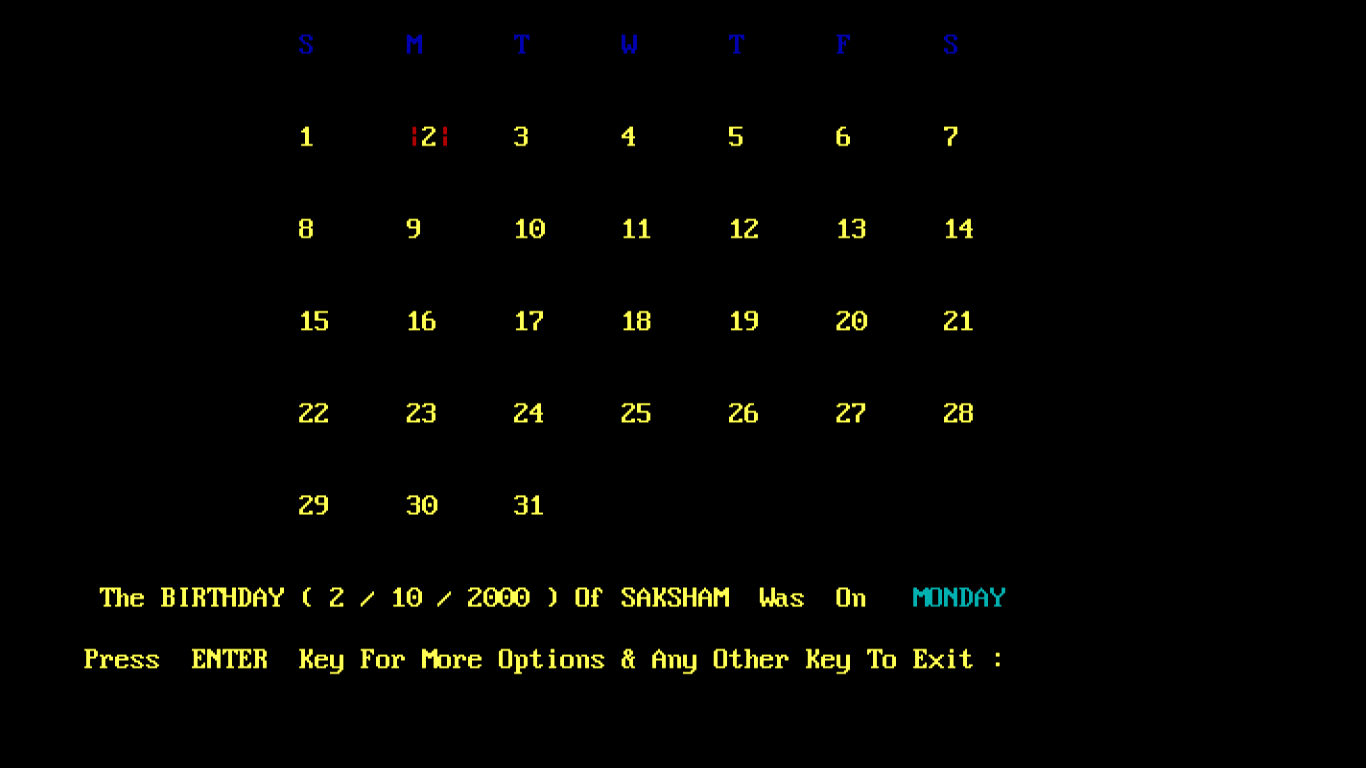 S M T W T F S
1 |2| 3 4 5 6 7
8 9 10 11 12 13 14
15 16 17 18 19 20 21
22 23 24 25 26 27 28
29 30 31
The BIRTHDAY ( 2 / 10 / 2000 ) Of SAKSHAM Was On MONDAY
Press ENTER Key For More Options & Any Other Key To Exit :